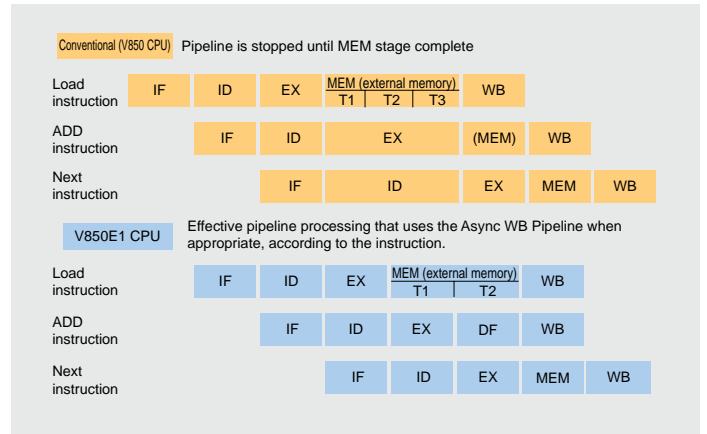 Conventional (V850 CPU) Pipeline is stopped until MEM stage complete
Load
instruction
IF ID EX MEM (external memory) WB
T1 T2 T3
ADD
instruction
IF ID EX (MEM) WB
Next
instruction
IF ID EX MEM WB
V850E1 CPU
Effective pipeline processing that uses the Async WB Pipeline when
appropriate, according to the instruction.
Load
instruction
IF ID EX MEM (external memory) WB
T1 T2
ADD
instruction
IF ID EX DF WB
Next
instruction
IF ID EX MEM WB